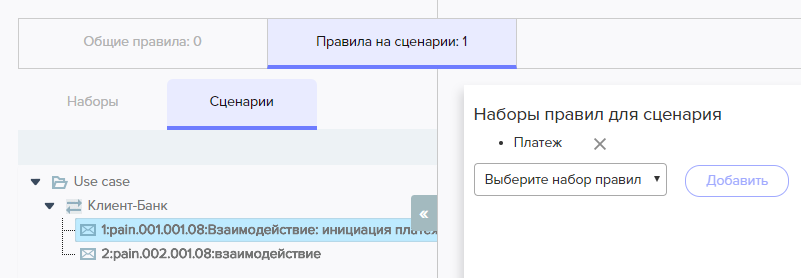 Общие правила: 0
Правила на сценарии: 1
Наборы
Сценарии
Use case
Клиент-Банк
1:pain.001.001.08:Взаимодействие: инициация
2:pain.002.001.08:взаимодействие
«
Наборы правил для сценария
• Платеж
Выберите набор правил
Добавить